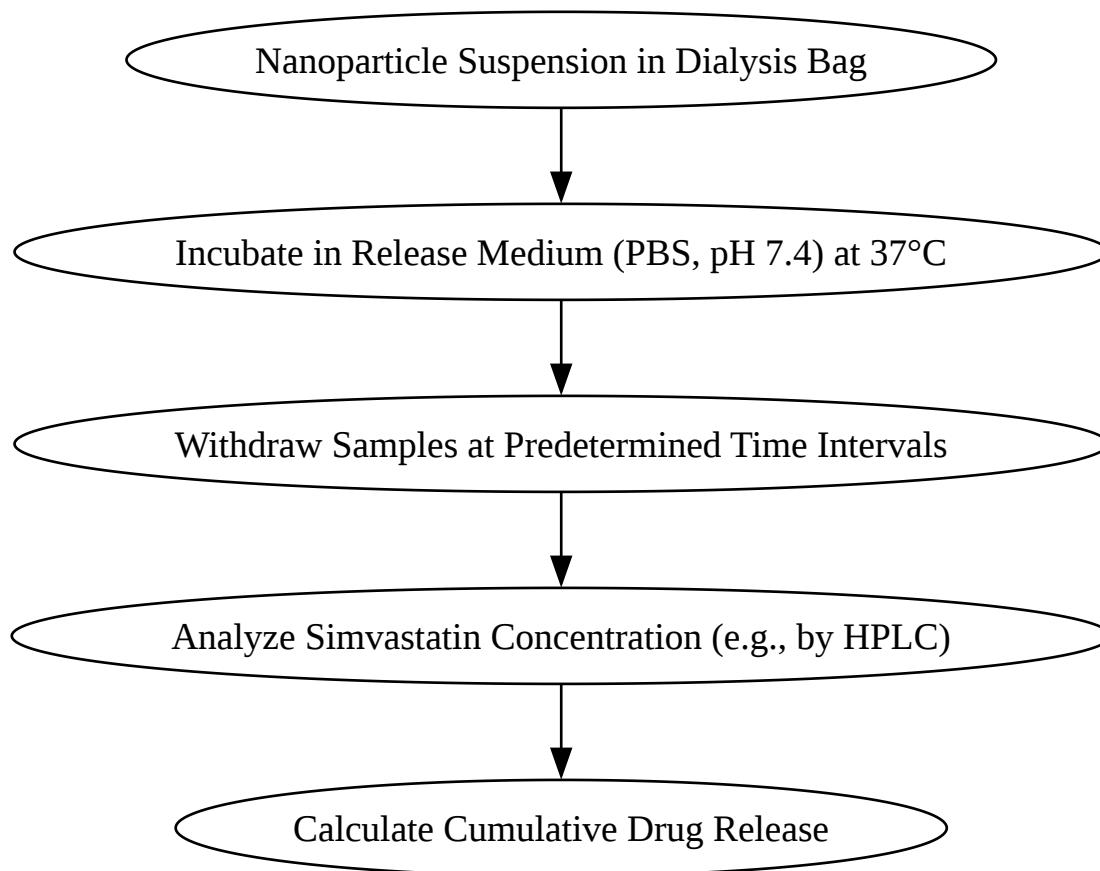 Nanoparticle Suspension in Dialysis Bag
Incubate in Release Medium (PBS, pH 7.4) at 37°C
Withdraw Samples at Predetermined Time Intervals
Analyze Simvastatin Concentration (e.g., by HPLC)
Calculate Cumulative Drug Release